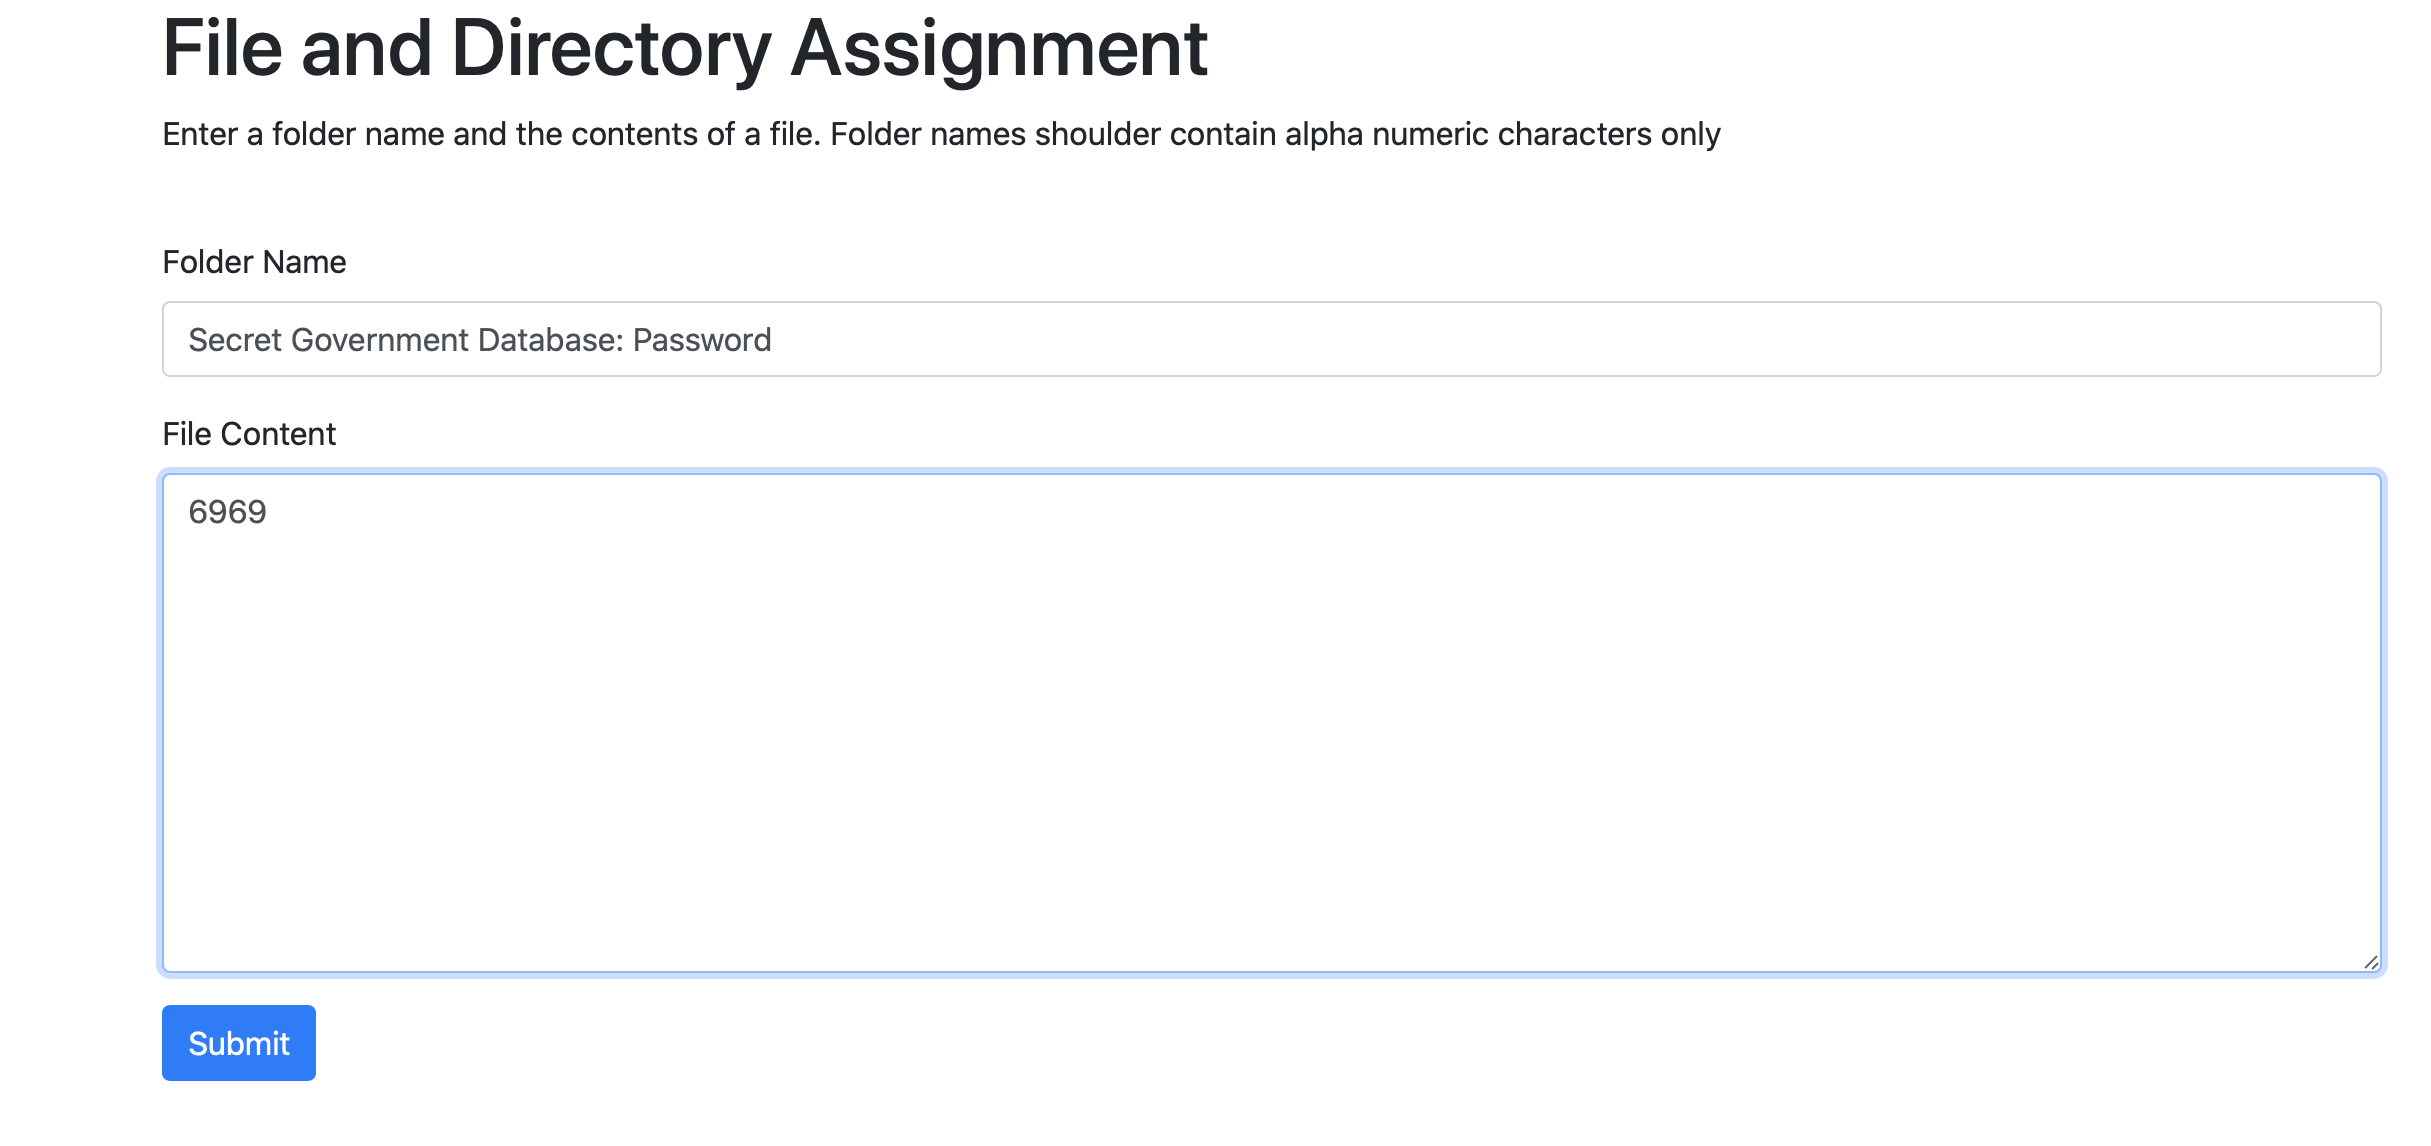 File and Directory Assignment
Enter a folder name and the contents of a file. Folder names shoulder contain alpha numeric characters only
Folder Name
Secret Government Database: Password
File Content
6969
Submit